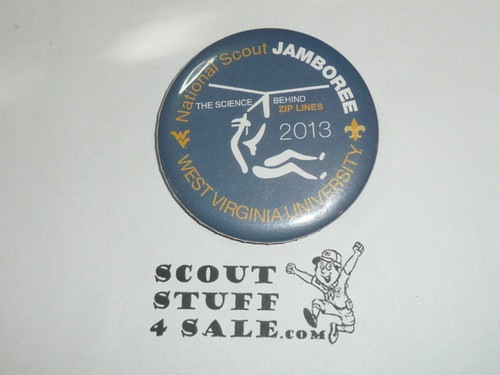 National Scout JAMBOREE
THE SCIENCE BEHIND
ZIP LINES
2013
WEST VIRGINIA UNIVERSITY
SCOUT
STUFF
4 SALE.com